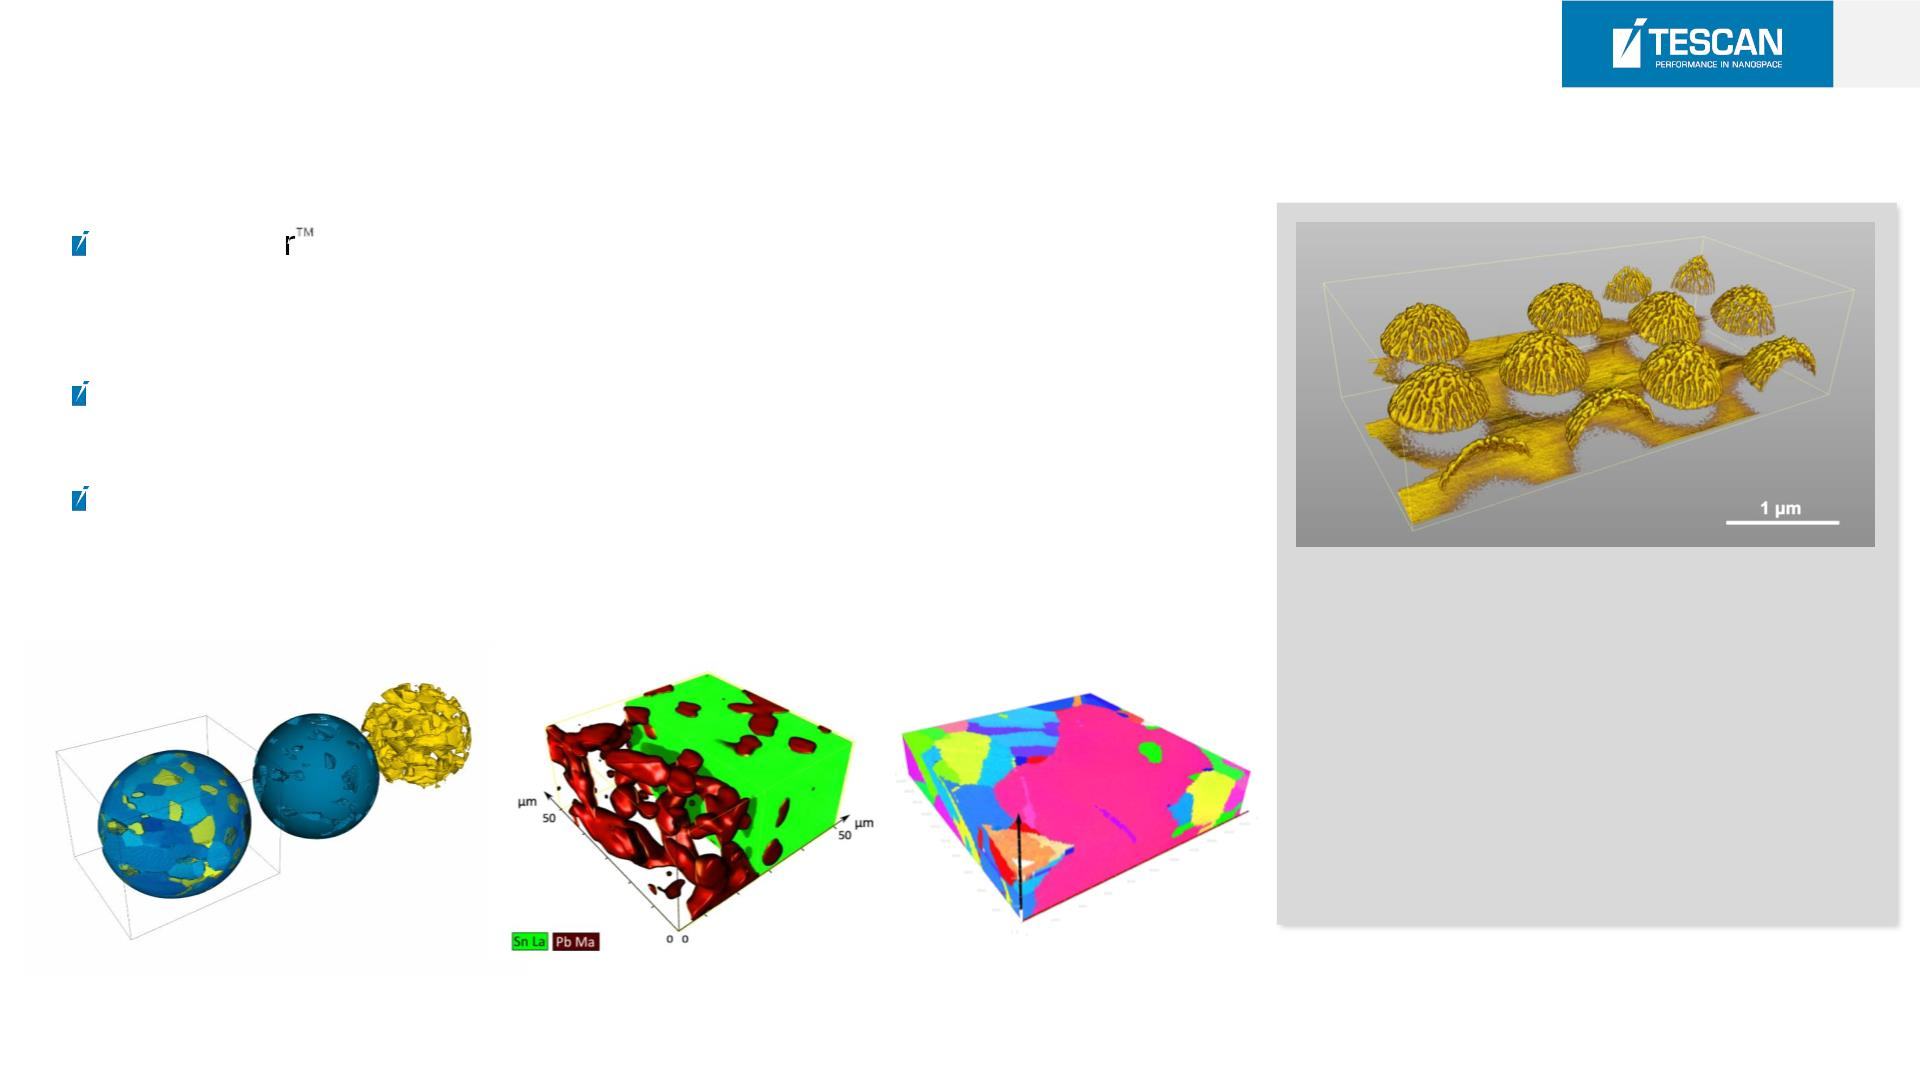 TESCAN
PERFORMANCE IN NANOSPACE
r™
1 µm
µm
50
50
µm
0 0
Sn La
Pb Ma